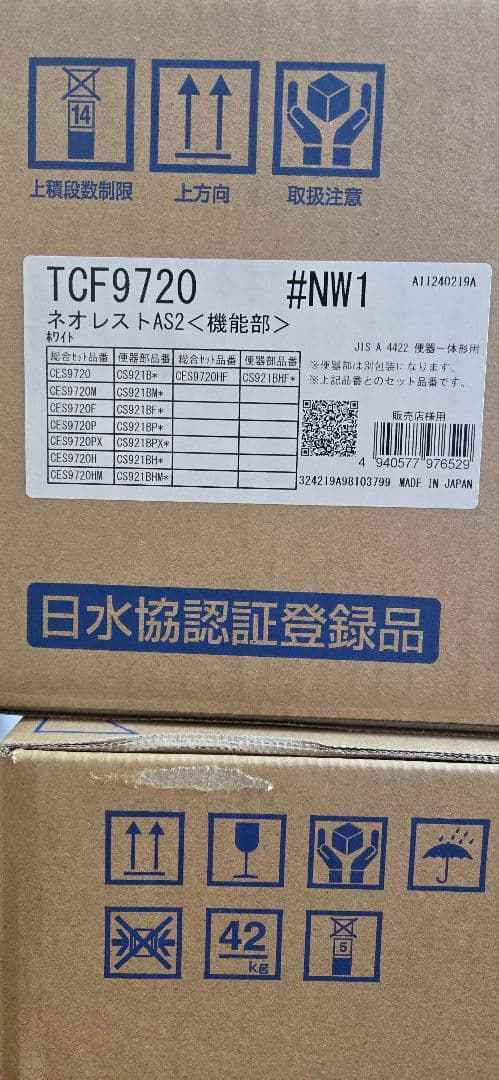 14
上積段数制限 上方向 取扱注意
TCF9720 #NW1 A11240219A
ネオレストAS2<機能部>
ホワイト
JIS A 4422 便器一体形用
総合セット品番 便器部品番 総合セット品番 便器部品番
※便器部は別包装になります。
CES9720 CS921B* CES9720HF CS921BHF*
※上記品番とのセット品番です。
CES9720M CS921BM*
CES9720F CS921BF*
販売店様用
CES9720P CS921BP*
CES9720PX CS921BPX*
CES9720H CS921BH*
4 940577 976529
CES9720HM CS921BHM*
324219A98103799 MADE IN JAPAN
日水協認証登録品
42
kg
5